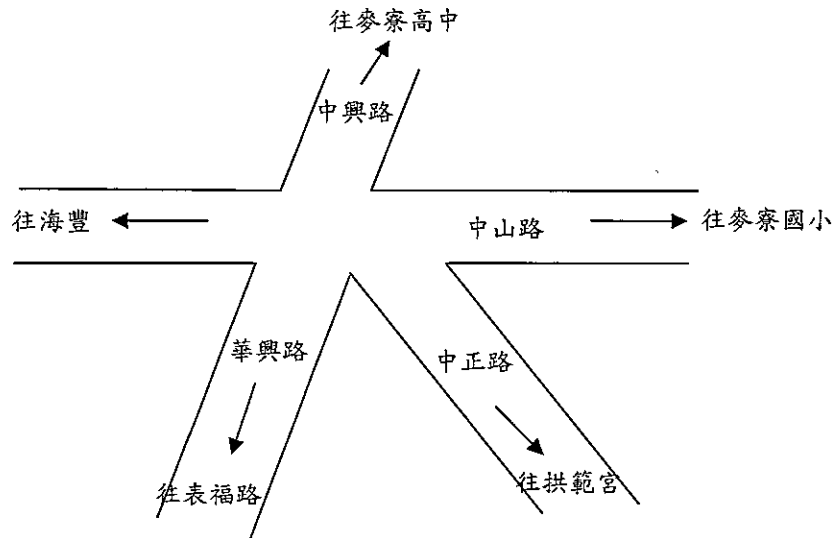 往麥寮高中
中興路
往海豐
中山路
往麥寮國小
華興路
中正路
往表福路
往拱範宮